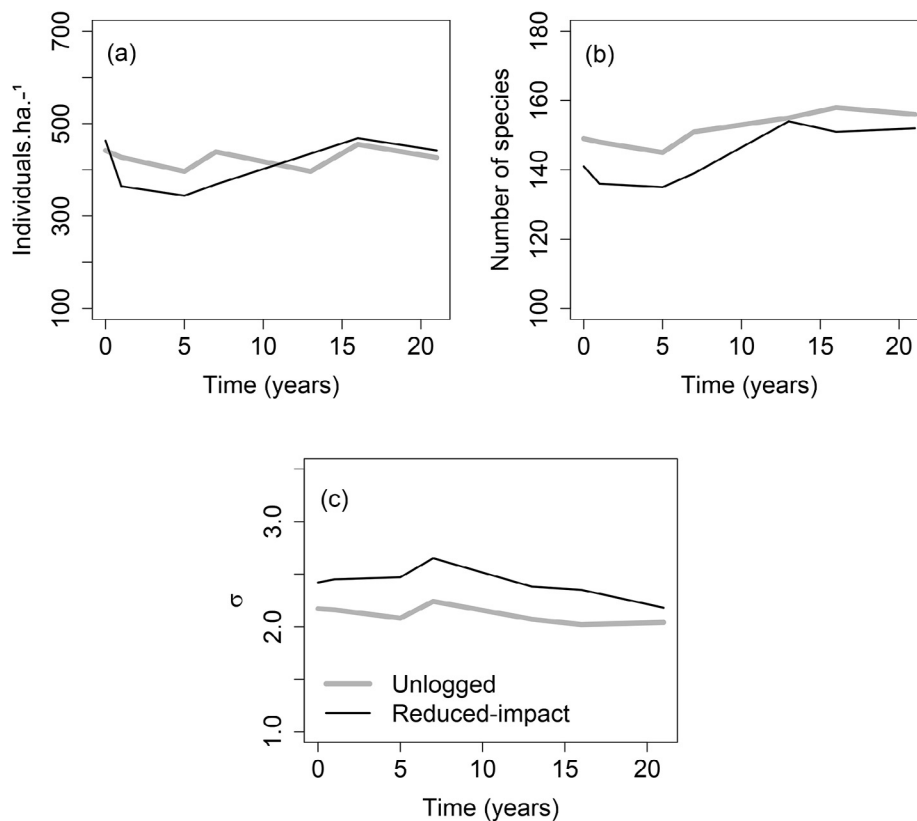 (a)
Individuals.ha.-¹
700
500
300
100
0 5 10 15 20
Time (years)
(b)
Number of species
180
160
140
120
100
0 5 10 15 20
Time (years)
(c)
σ
3.0
2.0
1.0
Unlogged
Reduced-impact
0 5 10 15 20
Time (years)